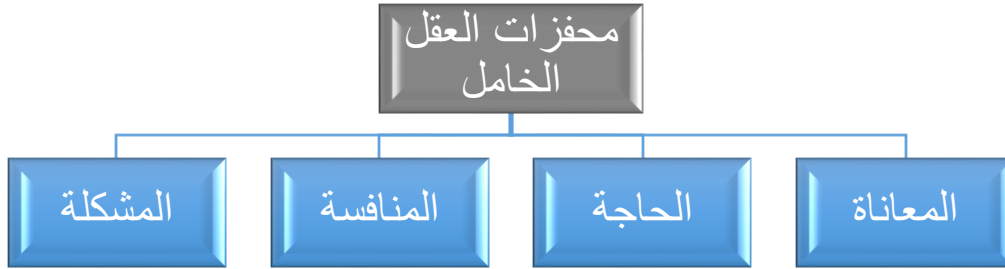 محفزات العقل
الخامل
المعاناة
الحاجة
المنافسة
المشكلة